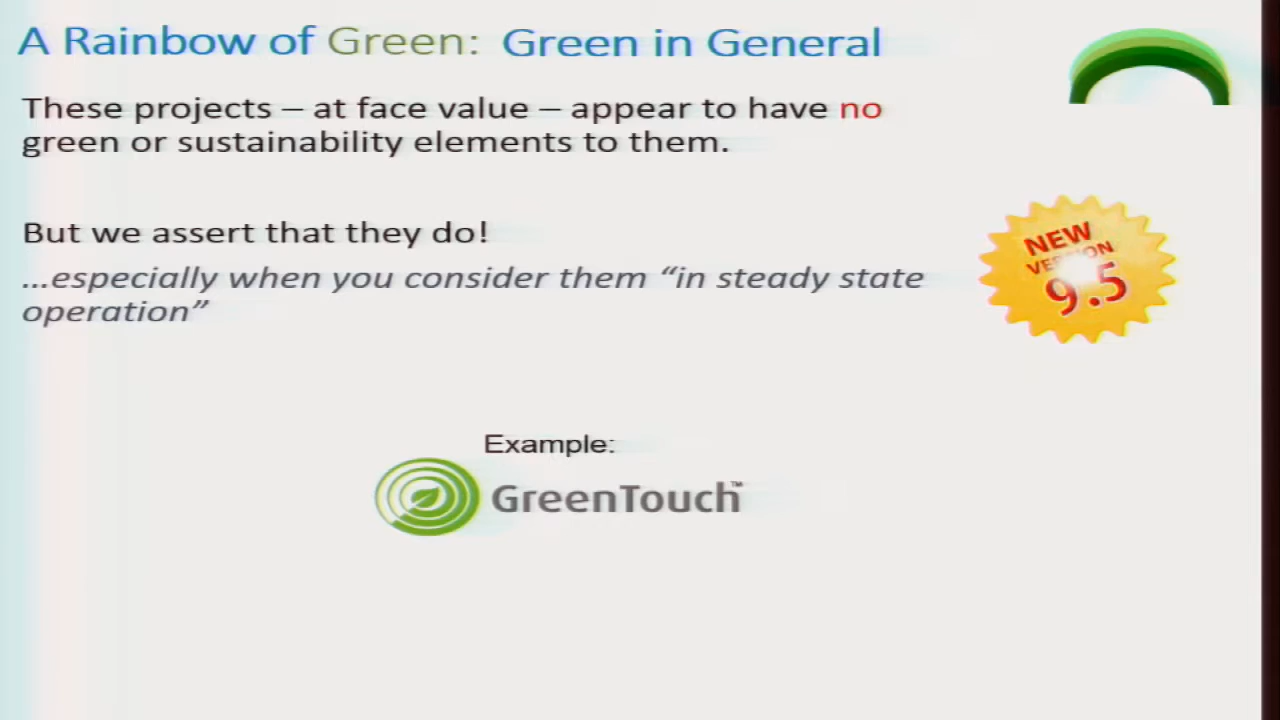 A Rainbow of Green: Green in General
These projects – at face value – appear to have no
green or sustainability elements to them.
But we assert that they do!
…especially when you consider them “in steady state
operation”
NEW
VERSION
9.5
Example:
GreenTouch™